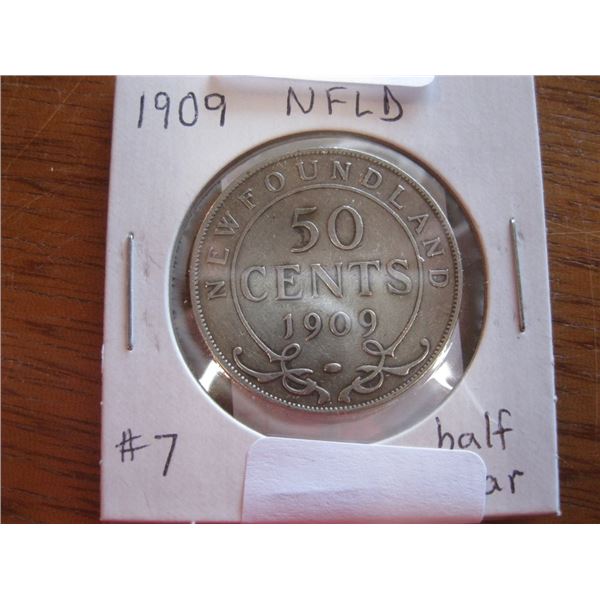 1909 NFLD
NEWFOUNDLAND
50
CENTS
1909
#7
half
ar